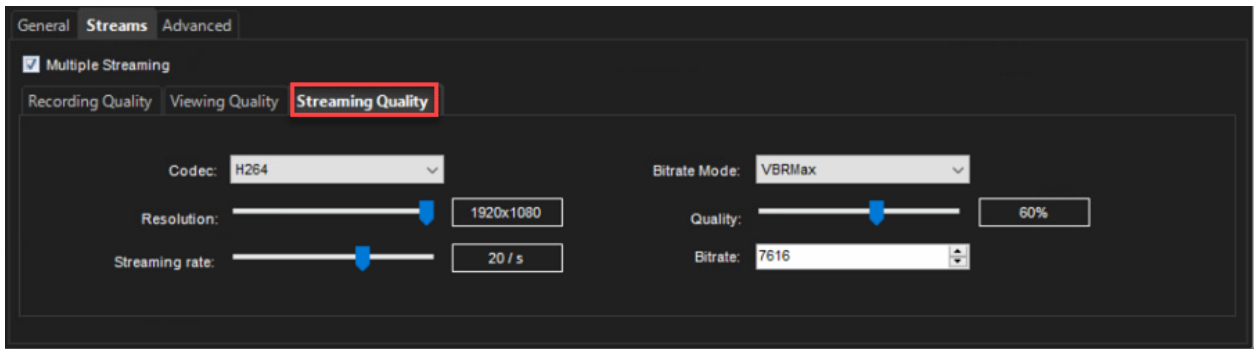 General Streams Advanced
Multiple Streaming
Recording Quality Viewing Quality Streaming Quality
Codec: H264 Bitrate Mode: VBRMax
Resolution: 1920x1080 Quality: 60%
Streaming rate: 20 / s Bitrate: 7616